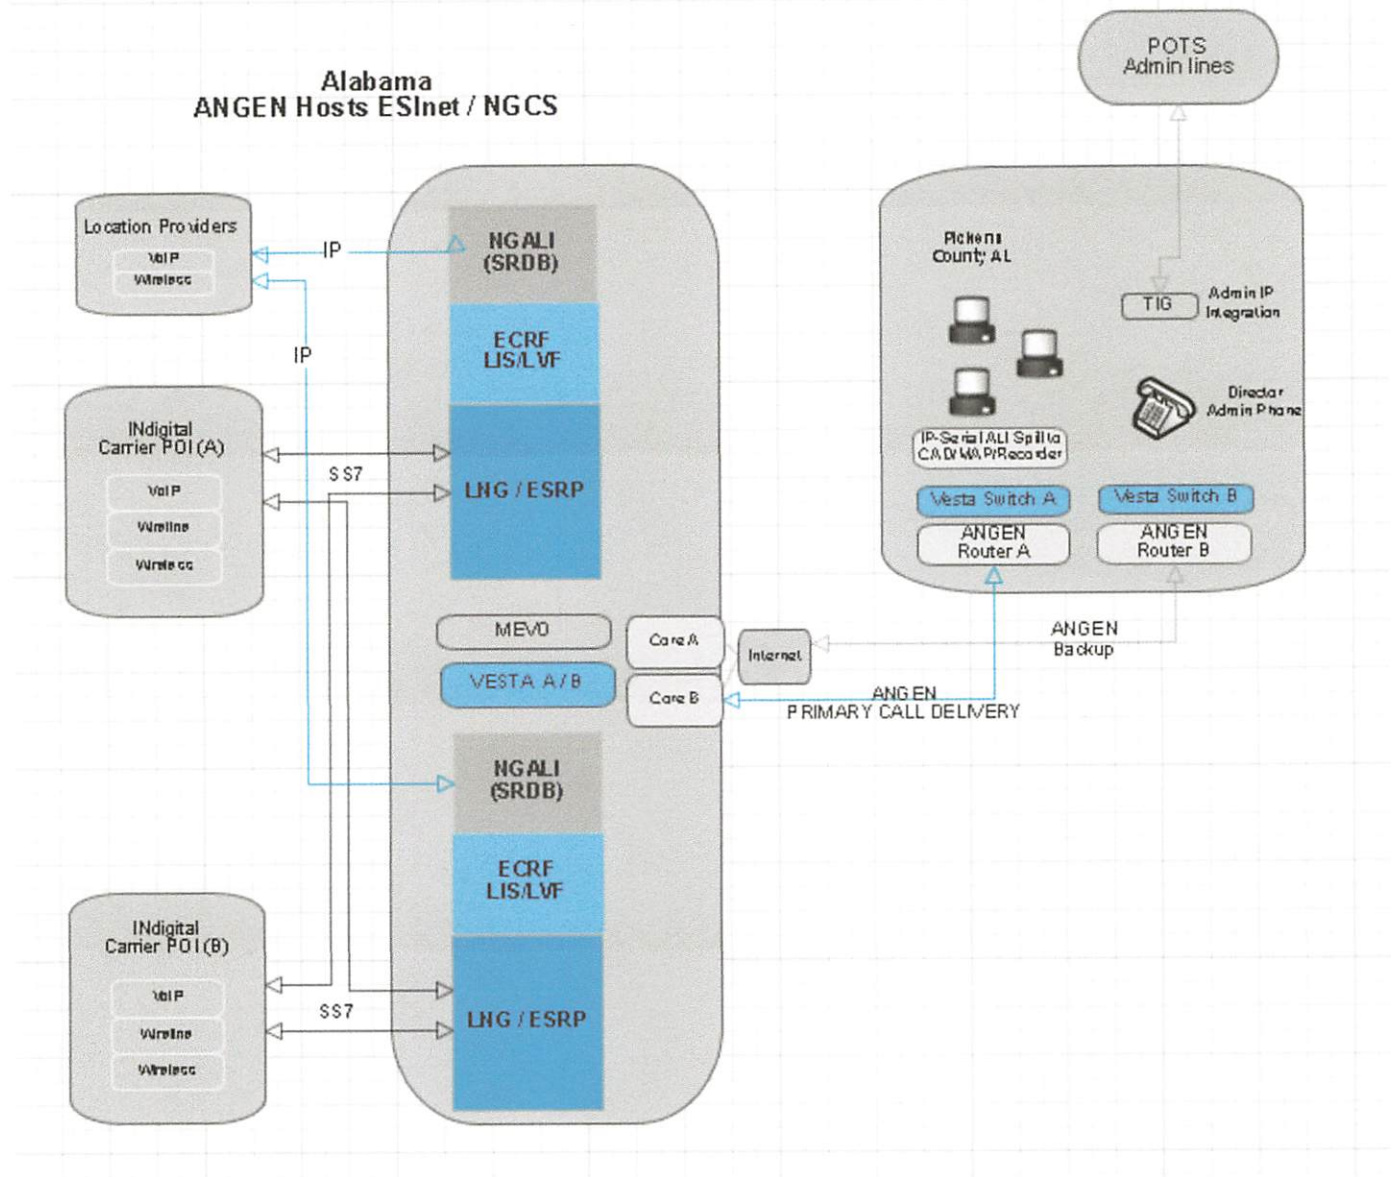 Alabama
ANGEN Hosts ESInet / NGCS
POTS
Admin lines
Location Providers
VoIP
Wireless
IP
IP
NGALI
(SRDB)
ECRF
LIS/LVF
LNG / ESRP
INdigital
Carrier POI (A)
VoIP
Wireline
Wireless
SS7
MEVO
VESTA A / B
Core A
Core B
Internet
NGALI
(SRDB)
ECRF
LIS/LVF
LNG / ESRP
INdigital
Carrier POI (B)
VoIP
Wireline
Wireless
SS7
Pickens
County, AL
TIG
Admin IP
Integration
Director
Admin Phone
IP-Serial ALI Spill to
CAD/MAP/Recorder
Vesta Switch A
Vesta Switch B
ANGEN
Router A
ANGEN
Router B
ANGEN
Backup
ANGEN
PRIMARY CALL DELIVERY